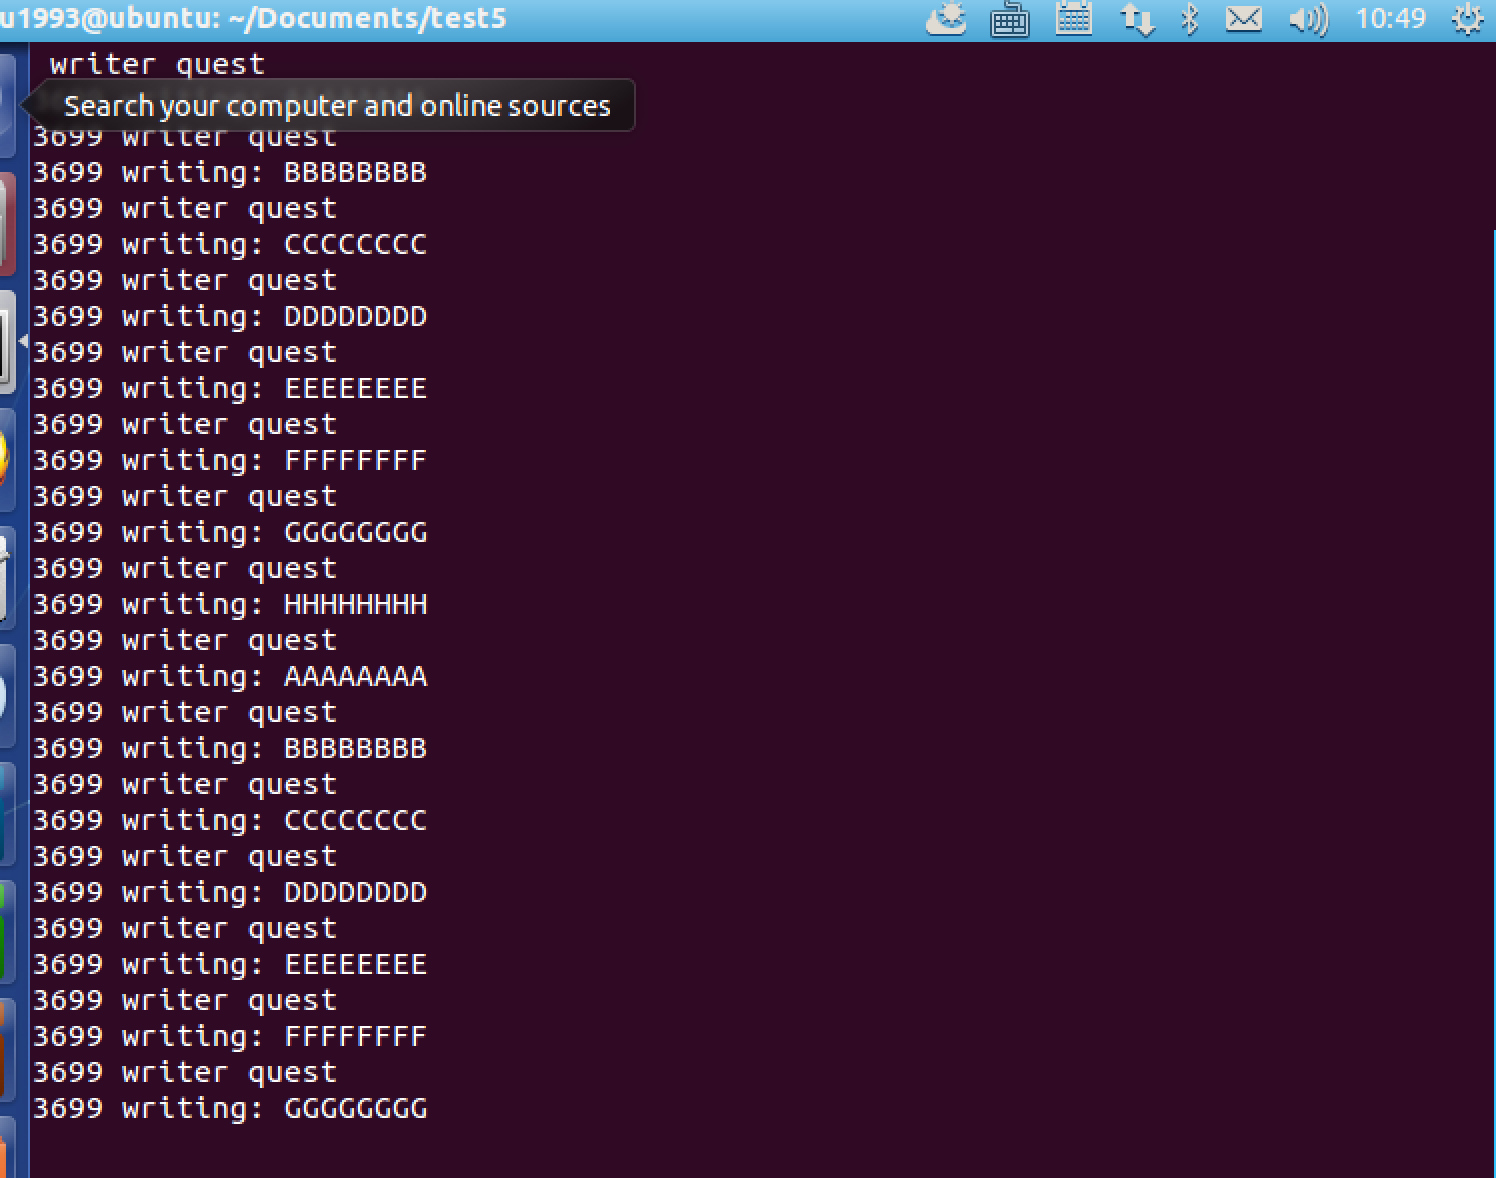 u1993@ubuntu: ~/Documents/test5
10:49
writer quest
Search your computer and online sources
3699 writer quest
3699 writing: BBBBBBBB
3699 writer quest
3699 writing: CCCCCCCC
3699 writer quest
3699 writing: DDDDDDDD
3699 writer quest
3699 writing: EEEEEEEE
3699 writer quest
3699 writing: FFFFFFFF
3699 writer quest
3699 writing: GGGGGGGG
3699 writer quest
3699 writing: HHHHHHHH
3699 writer quest
3699 writing: AAAAAAAA
3699 writer quest
3699 writing: BBBBBBBB
3699 writer quest
3699 writing: CCCCCCCC
3699 writer quest
3699 writing: DDDDDDDD
3699 writer quest
3699 writing: EEEEEEEE
3699 writer quest
3699 writing: FFFFFFFF
3699 writer quest
3699 writing: GGGGGGGG